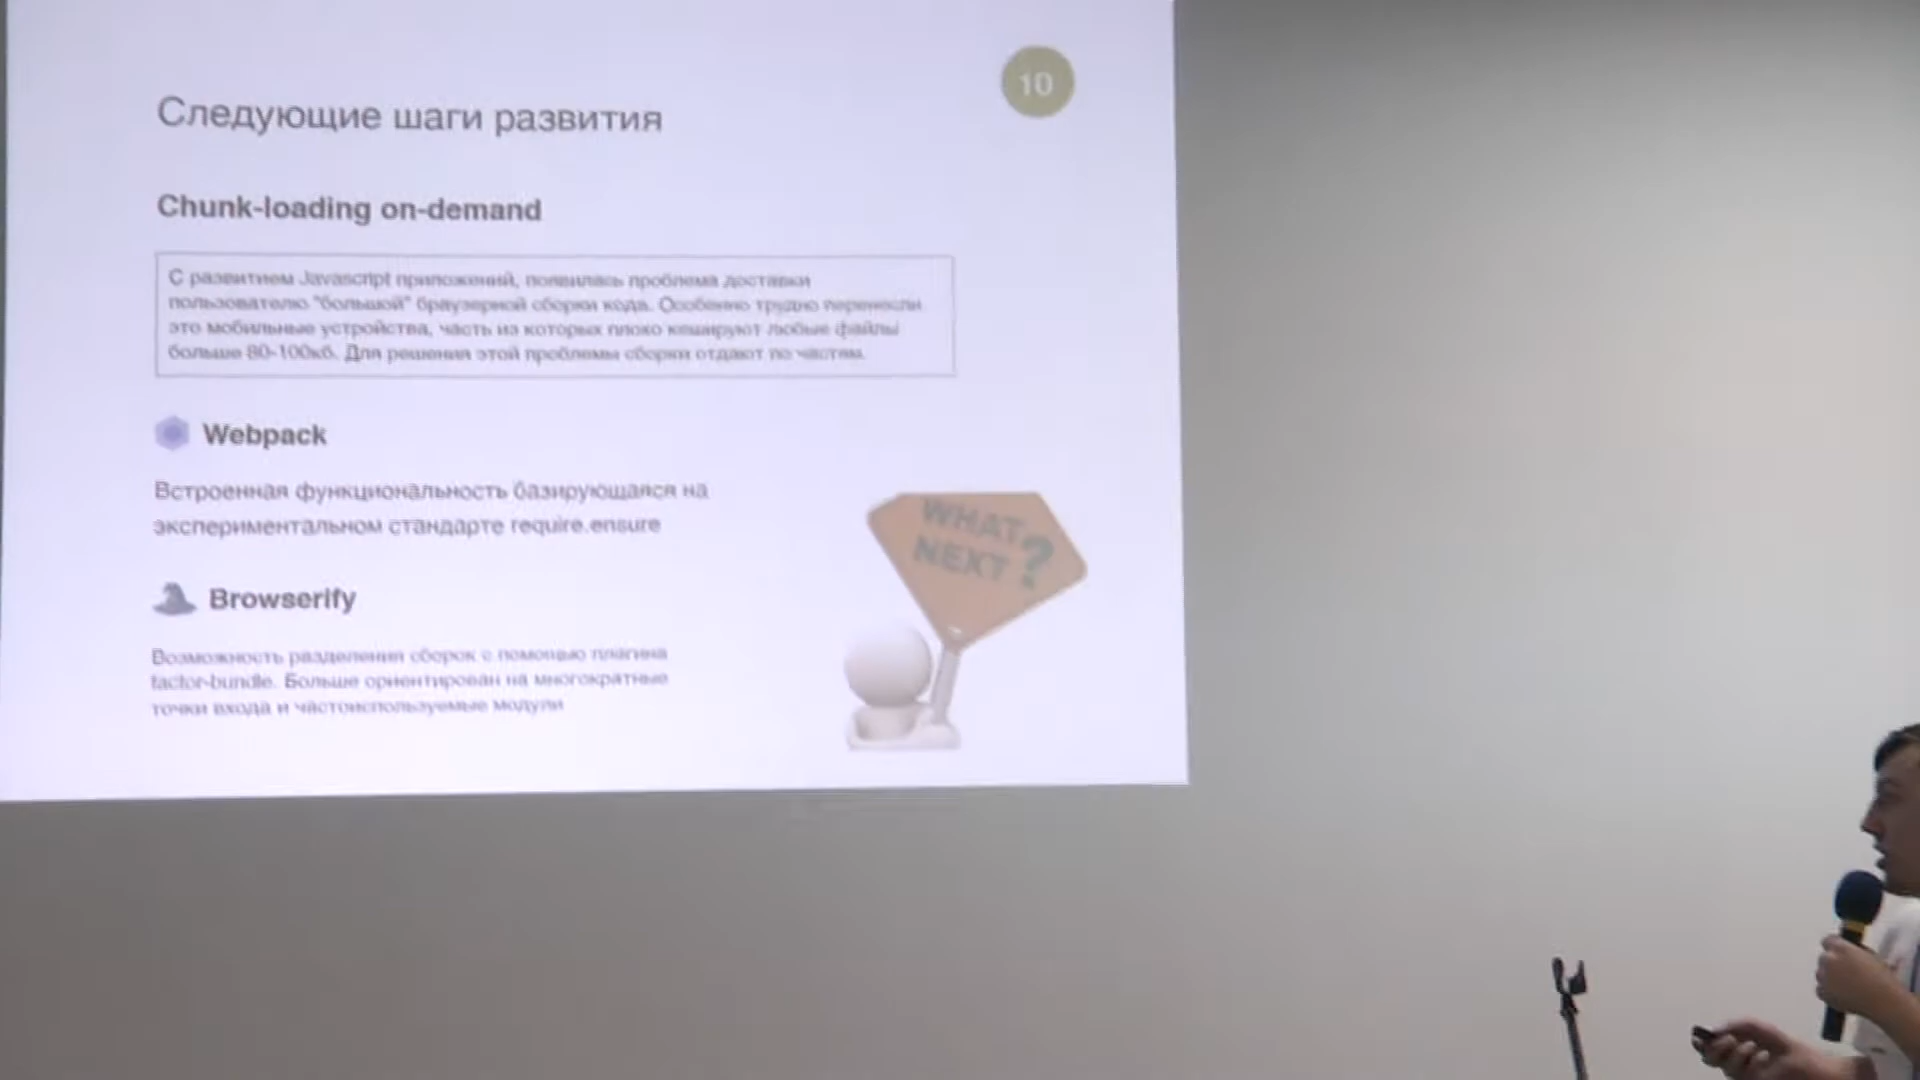 10
Следующие шаги развития
Chunk-loading on-demand
С развитием Javascript приложений, появилась проблема доставки
пользователю "большой" браузерной сборки кода. Особенно трудно перенесли
это мобильные устройства, часть из которых плохо кешируют любые файлы
больше 80-100кб. Для решения этой проблемы сборки отдают по частям.
Webpack
Встроенная функциональность базирующаяся на
экспериментальном стандарте require.ensure
WHAT
NEXT ?
Browserify
Возможность разделения сборок с помощью плагина
factor-bundle. Больше ориентирован на многократные
точки входа и частоиспользуемые модули